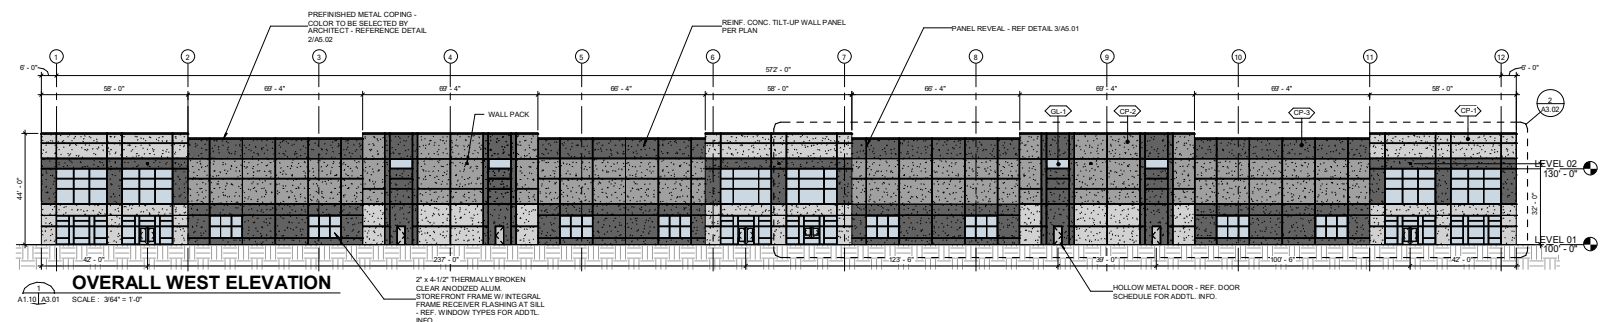 PREFINISHED METAL COPING -
COLOR TO BE SELECTED BY
ARCHITECT - REFERENCE DETAIL
2/A5.02
REINF. CONC. TILT-UP WALL PANEL
PER PLAN
PANEL REVEAL - REF DETAIL 3/A5.01
1 2 3 4 5 6 7 8 9 10 11 12
6' - 0" 572' - 0" 6' - 0"
58' - 0" 69' - 4" 69' - 4" 66' - 4" 58' - 0" 66' - 4" 69' - 4" 69' - 4" 58' - 0"
2
A3.02
WALL PACK
GL-1 CP-2 CP-3 CP-1
LEVEL 02
130' - 0"
44' - 0"
32' - 0"
LEVEL 01
100' - 0"
42' - 0" 237' - 0" 123' - 6" 39' - 0" 100' - 6" 42' - 0"
OVERALL WEST ELEVATION
1
A1.10 A3.01
SCALE : 3/64" = 1'-0"
2" x 4-1/2" THERMALLY BROKEN
CLEAR ANODIZED ALUM.
STOREFRONT FRAME W/ INTEGRAL
FRAME RECEIVER FLASHING AT SILL
- REF. WINDOW TYPES FOR ADDTL.
INFO.
HOLLOW METAL DOOR - REF. DOOR
SCHEDULE FOR ADDTL. INFO.